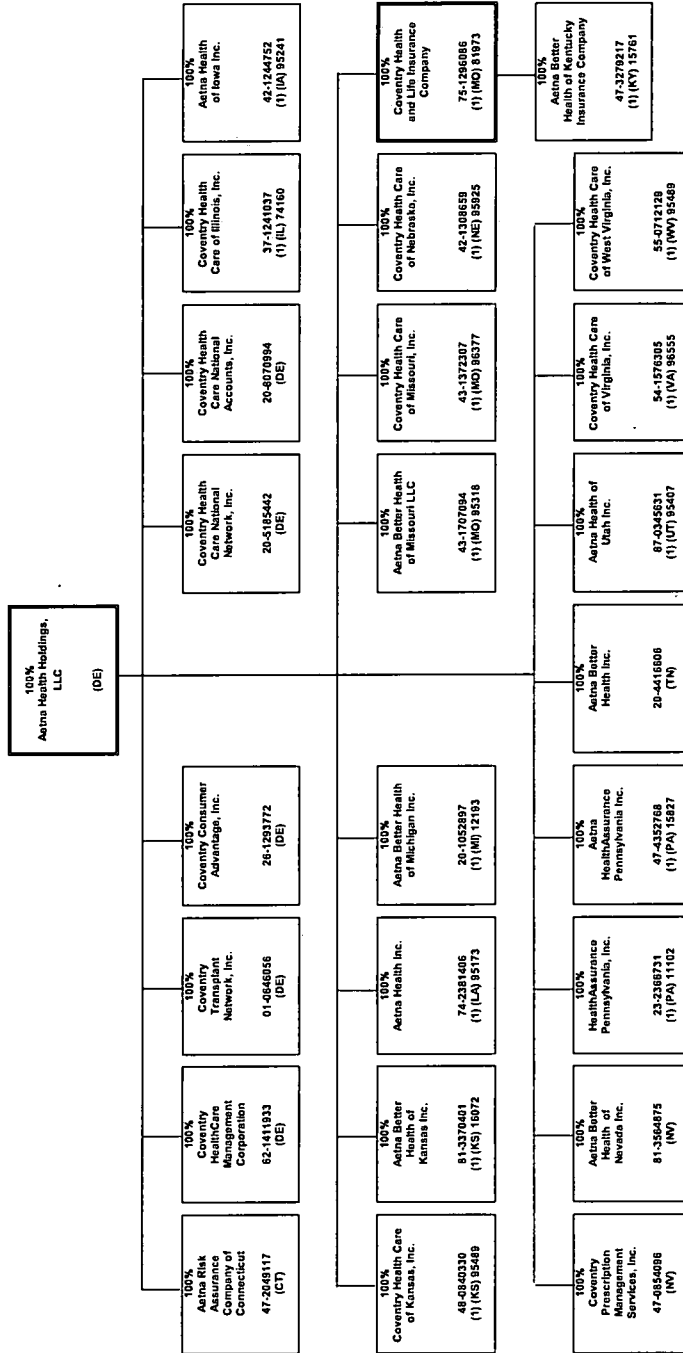 100%
Aetna Health Holdings,
LLC
(DE)
100%
Aetna Risk
Assurance
Company of
Connecticut
47-2049117
(CT)
100%
Coventry
HealthCare
Management
Corporation
62-1411933
(DE)
100%
Coventry
Transplant
Network, Inc.
01-0646056
(DE)
100%
Coventry Consumer
Advantage, Inc.
26-1293772
(DE)
100%
Coventry Health
Care National
Network, Inc.
20-5185442
(DE)
100%
Coventry Health
Care National
Accounts, Inc.
20-8070994
(DE)
100%
Coventry Health
Care of Illinois, Inc.
37-1241037
(1) (IL) 74160
100%
Aetna Health
of Iowa Inc.
42-1244752
(1) (IA) 95241
100%
Coventry Health Care
of Kansas, Inc.
48-0840330
(1) (KS) 95489
100%
Aetna Better
Health of
Kansas Inc.
81-3370401
(1) (KS) 16072
100%
Aetna Health Inc.
74-2381406
(1) (LA) 95173
100%
Aetna Better Health
of Michigan Inc.
20-1052897
(1) (MI) 12193
100%
Aetna Better Health
of Missouri LLC
43-1707094
(1) (MO) 95318
100%
Coventry Health Care
of Missouri, Inc.
43-1372307
(1) (MO) 96377
100%
Coventry Health Care
of Nebraska, Inc.
42-1308659
(1) (NE) 95925
100%
Coventry Health
and Life Insurance
Company
75-1296086
(1) (MO) 81973
100%
Coventry
Prescription
Management
Services, Inc.
47-0854096
(NV)
100%
Aetna Better
Health of
Nevada Inc.
81-3564875
(NV)
100%
HealthAssurance
Pennsylvania, Inc.
23-2366731
(1) (PA) 11102
100%
Aetna
HealthAssurance
Pennsylvania Inc.
47-4352768
(1) (PA) 15827
100%
Aetna Better
Health Inc.
20-4416606
(TN)
100%
Aetna Health of
Utah Inc.
87-0345631
(1) (UT) 95407
100%
Coventry Health Care
of Virginia, Inc.
54-1576305
(1) (VA) 96555
100%
Coventry Health Care
of West Virginia, Inc.
55-0712129
(1) (WV) 95489
100%
Aetna Better
Health of Kentucky
Insurance Company
47-3279217
(1) (KY) 15761